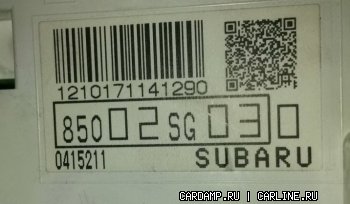 1210171141290
85002SG030
0415211 SUBARU
CARDAMP.RU | CARLINE.RU